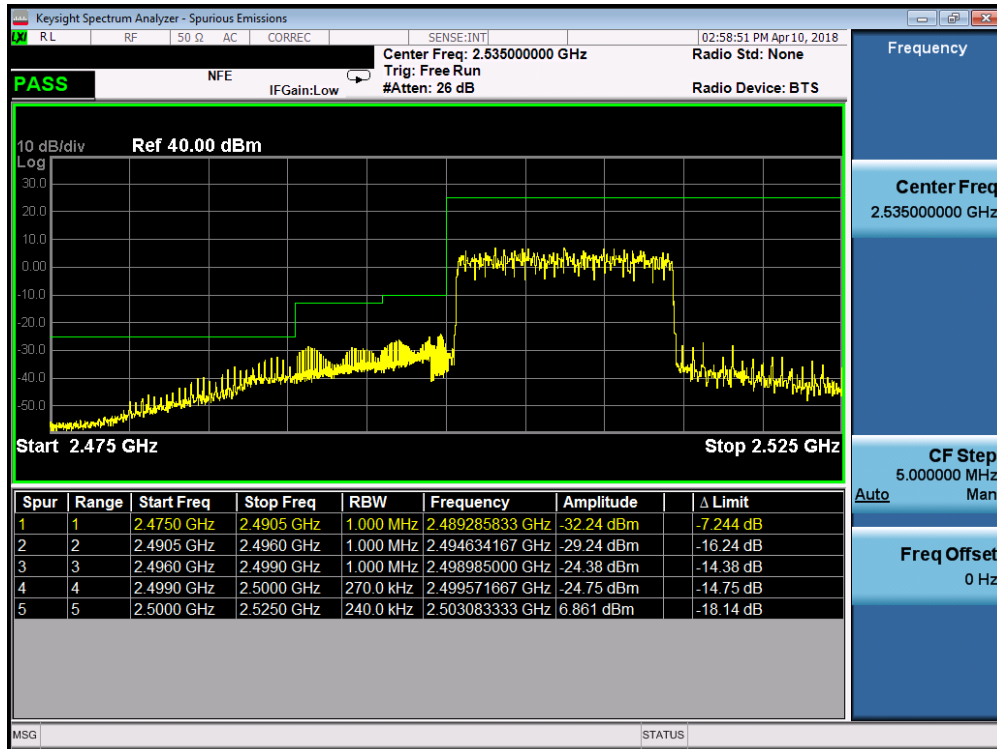 Keysight Spectrum Analyzer - Spurious Emissions
LXI RL RF 50 Ω AC CORREC SENSE:INT 02:58:51 PM Apr 10, 2018
Center Freq: 2.535000000 GHz Radio Std: None
PASS NFE Trig: Free Run
IFGain:Low #Atten: 26 dB Radio Device: BTS
10 dB/div Ref 40.00 dBm
Log
30.0
20.0
10.0
0.00
-10.0
-20.0
-30.0
-40.0
-50.0
Start 2.475 GHz Stop 2.525 GHz
Spur Range Start Freq Stop Freq RBW Frequency Amplitude Δ Limit
1 1 2.4750 GHz 2.4905 GHz 1.000 MHz 2.489285833 GHz -32.24 dBm -7.244 dB
2 2 2.4905 GHz 2.4960 GHz 1.000 MHz 2.494634167 GHz -29.24 dBm -16.24 dB
3 3 2.4960 GHz 2.4990 GHz 1.000 MHz 2.498985000 GHz -24.38 dBm -14.38 dB
4 4 2.4990 GHz 2.5000 GHz 270.0 kHz 2.499571667 GHz -24.75 dBm -14.75 dB
5 5 2.5000 GHz 2.5250 GHz 240.0 kHz 2.503083333 GHz 6.861 dBm -18.14 dB
MSG STATUS
Frequency
Center Freq
2.535000000 GHz
CF Step
5.000000 MHz
Auto Man
Freq Offset
0 Hz